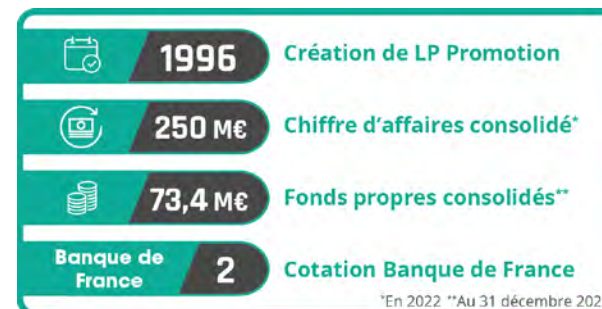 1996 Création de LP Promotion
250 M€ Chiffre d'affaires consolidé*
73,4 M€ Fonds propres consolidés**
Banque de France 2 Cotation Banque de France
*En 2022 **Au 31 décembre